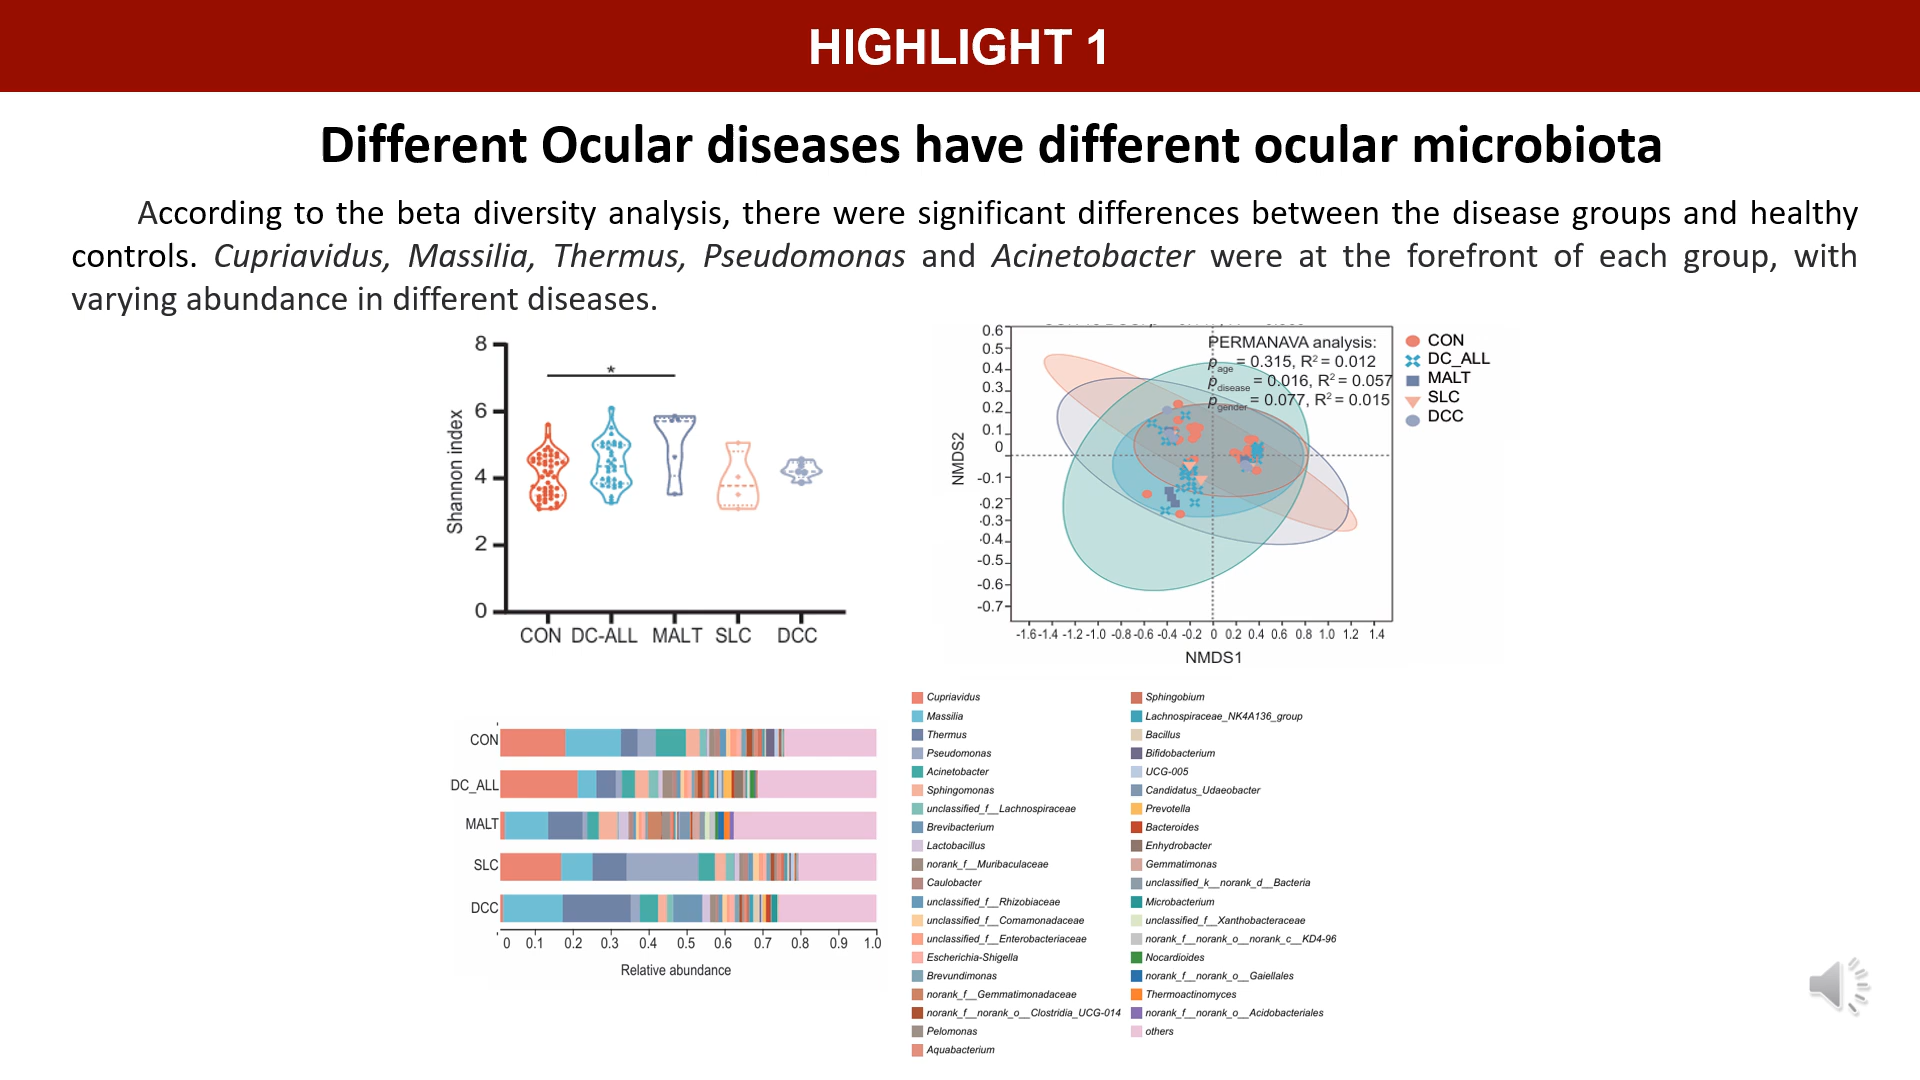 HIGHLIGHT 1
Different Ocular diseases have different ocular microbiota
According to the beta diversity analysis, there were significant differences between the disease groups and healthy
controls. Cupriavidus, Massilia, Thermus, Pseudomonas and Acinetobacter were at the forefront of each group, with
varying abundance in different diseases.
8
6
4
2
0
Shannon index
*
CON DC-ALL MALT SLC DCC
0.6
0.5
0.4
0.3
0.2
0.1
0
-0.1
-0.2
-0.3
-0.4
-0.5
-0.6
-0.7
NMDS2
PERMANAVA analysis:
p age = 0.315, R² = 0.012
p disease = 0.016, R² = 0.057
p gender = 0.077, R² = 0.015
-1.6 -1.4 -1.2 -1.0 -0.8 -0.6 -0.4 -0.2 0 0.2 0.4 0.6 0.8 1.0 1.2 1.4
NMDS1
CON
DC_ALL
MALT
SLC
DCC
CON
DC_ALL
MALT
SLC
DCC
0 0.1 0.2 0.3 0.4 0.5 0.6 0.7 0.8 0.9 1.0
Relative abundance
Cupriavidus
Massilia
Thermus
Pseudomonas
Acinetobacter
Sphingomonas
unclassified_f__Lachnospiraceae
Brevibacterium
Lactobacillus
norank_f__Muribaculaceae
Caulobacter
unclassified_f__Rhizobiaceae
unclassified_f__Comamonadaceae
unclassified_f__Enterobacteriaceae
Escherichia-Shigella
Brevundimonas
norank_f__Gemmatimonadaceae
norank_f__norank_o__Clostridia_UCG-014
Pelomonas
Aquabacterium
Sphingobium
Lachnospiraceae_NK4A136_group
Bacillus
Bifidobacterium
UCG-005
Candidatus_Udaeobacter
Prevotella
Bacteroides
Enhydrobacter
Gemmatimonas
unclassified_k__norank_d__Bacteria
Microbacterium
unclassified_f__Xanthobacteraceae
norank_f__norank_o__norank_c__KD4-96
Nocardioides
norank_f__norank_o__Gaiellales
Thermoactinomyces
norank_f__norank_o__Acidobacteriales
others